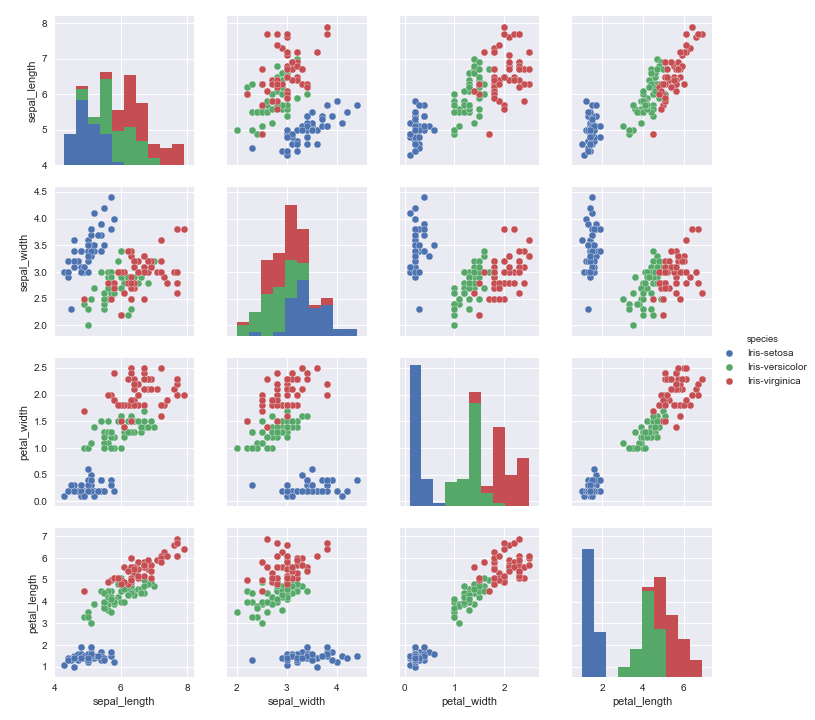 8
7
6
5
4
sepal_length
4.5
4.0
3.5
3.0
2.5
2.0
sepal_width
species
Iris-setosa
Iris-versicolor
Iris-virginica
2.5
2.0
1.5
1.0
0.5
0.0
petal_width
7
6
5
4
3
2
1
petal_length
4 6 8
sepal_length
2 3 4
sepal_width
0 1 2
petal_width
2 4 6
petal_length